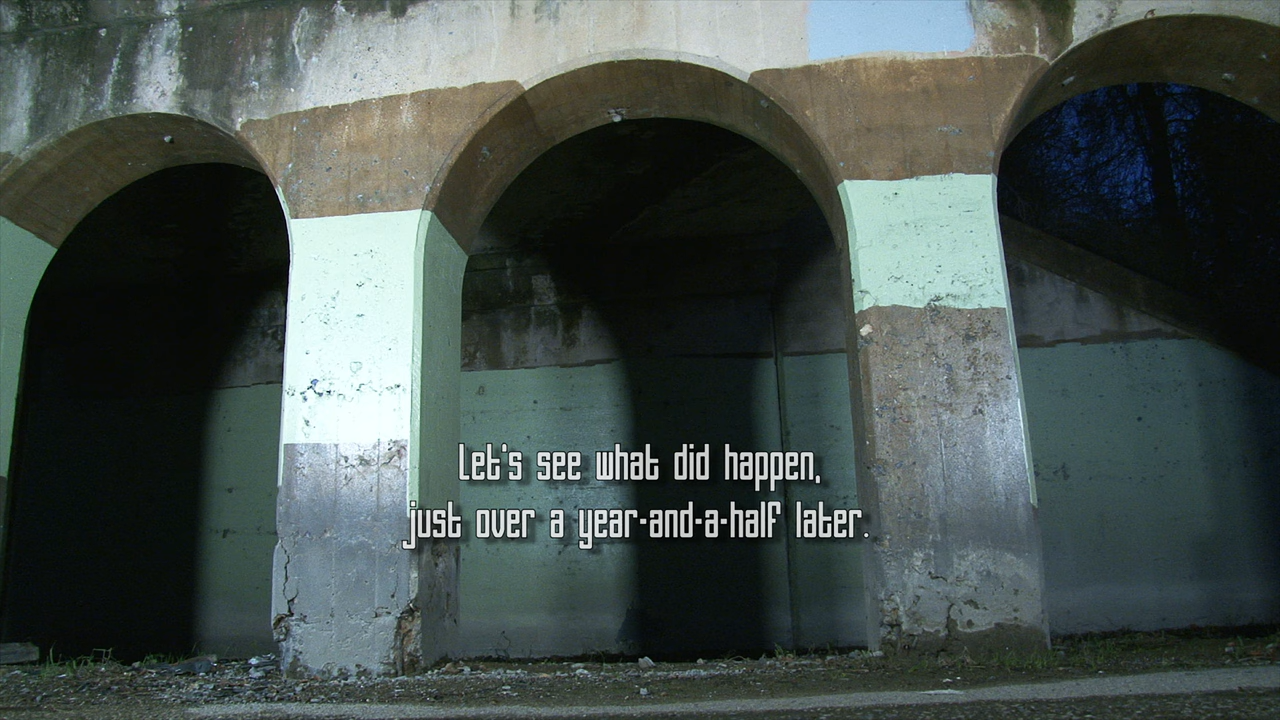 Let's see what did happen,
just over a year-and-a-half later.